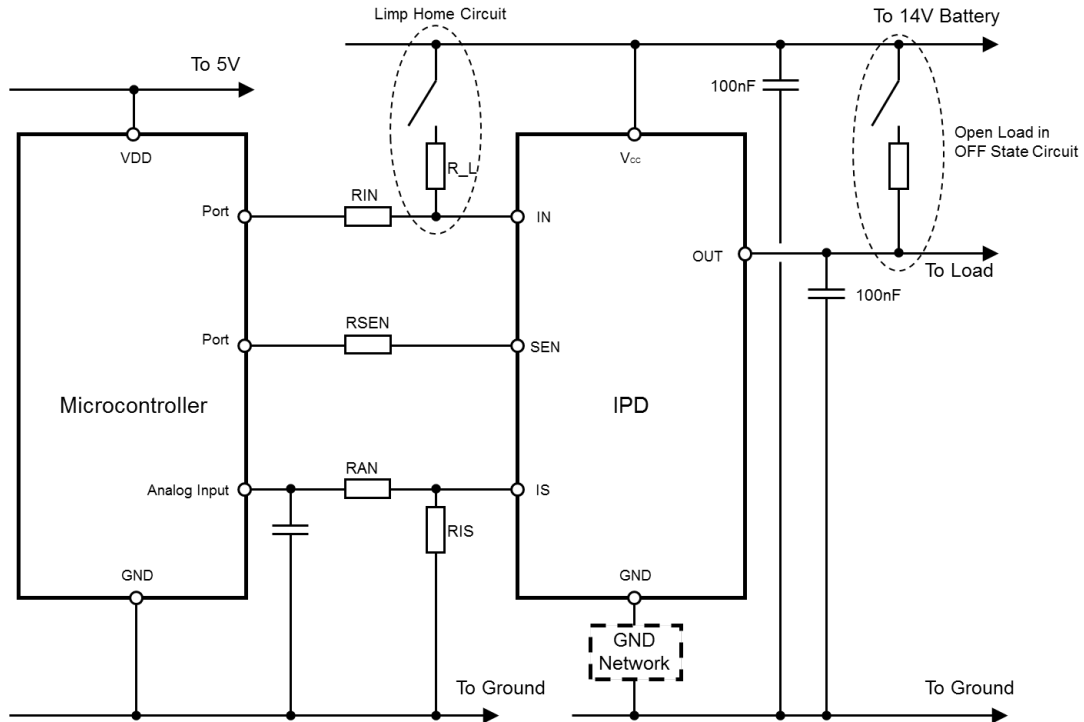 Limp Home Circuit
To 14V Battery
To 5V
100nF
VDD
Vcc
Open Load in
OFF State Circuit
R_L
RIN
Port
IN
OUT
To Load
100nF
RSEN
Port
SEN
Microcontroller
IPD
RAN
Analog Input
IS
RIS
GND
GND
GND
Network
To Ground
To Ground